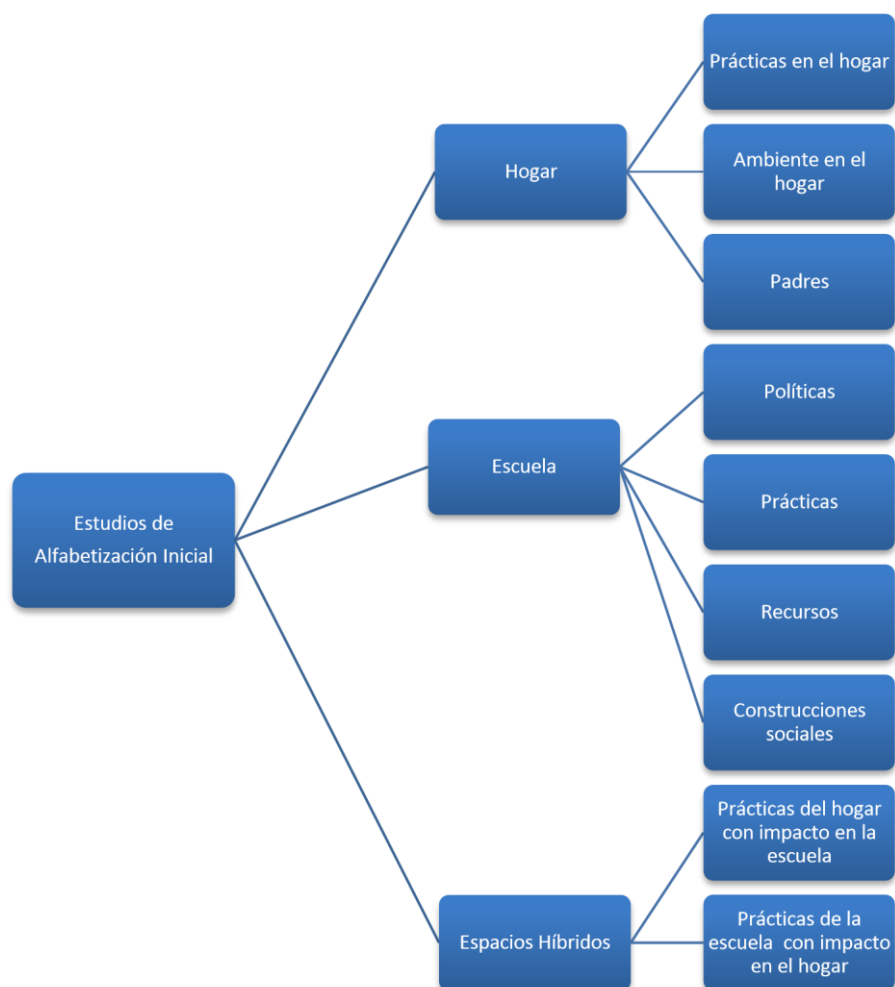 Estudios de
Alfabetización Inicial
Hogar
Prácticas en el hogar
Ambiente en el
hogar
Padres
Escuela
Políticas
Prácticas
Recursos
Construcciones
sociales
Espacios Híbridos
Prácticas del hogar
con impacto en la
escuela
Prácticas de la
escuela con impacto
en el hogar